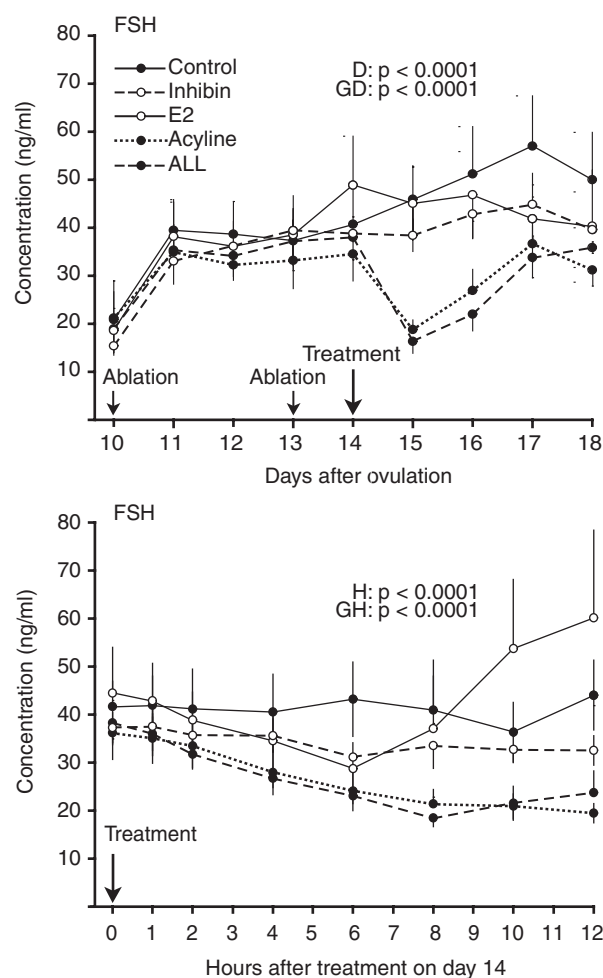 FSH
80
70
60
50
40
30
20
10
Concentration (ng/ml)
Control
Inhibin
E2
Acyline
ALL
D: p < 0.0001
GD: p < 0.0001
Ablation
Ablation
Treatment
10 11 12 13 14 15 16 17 18
Days after ovulation
FSH
80
70
60
50
40
30
20
10
Concentration (ng/ml)
H: p < 0.0001
GH: p < 0.0001
Treatment
0 1 2 3 4 5 6 7 8 9 10 11 12
Hours after treatment on day 14